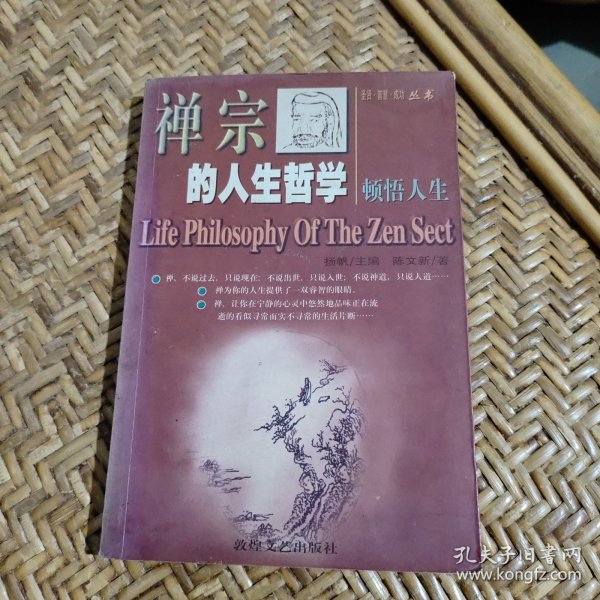 圣贤·智慧·成功 丛书
禅宗
的人生哲学
顿悟人生
Life Philosophy Of The Zen Sect
扬帆/主编 陈文新/著
禅，不说过去，只说现在；不说出世，只说入世；不说神道，只说人道……
禅为你的人生提供了一双睿智的眼睛。
禅，让你在宁静的心灵中悠然地品味正在流
逝的看似寻常而实不寻常的生活片断……
敦煌文艺出版社
孔夫子旧书网
www.kongfz.com